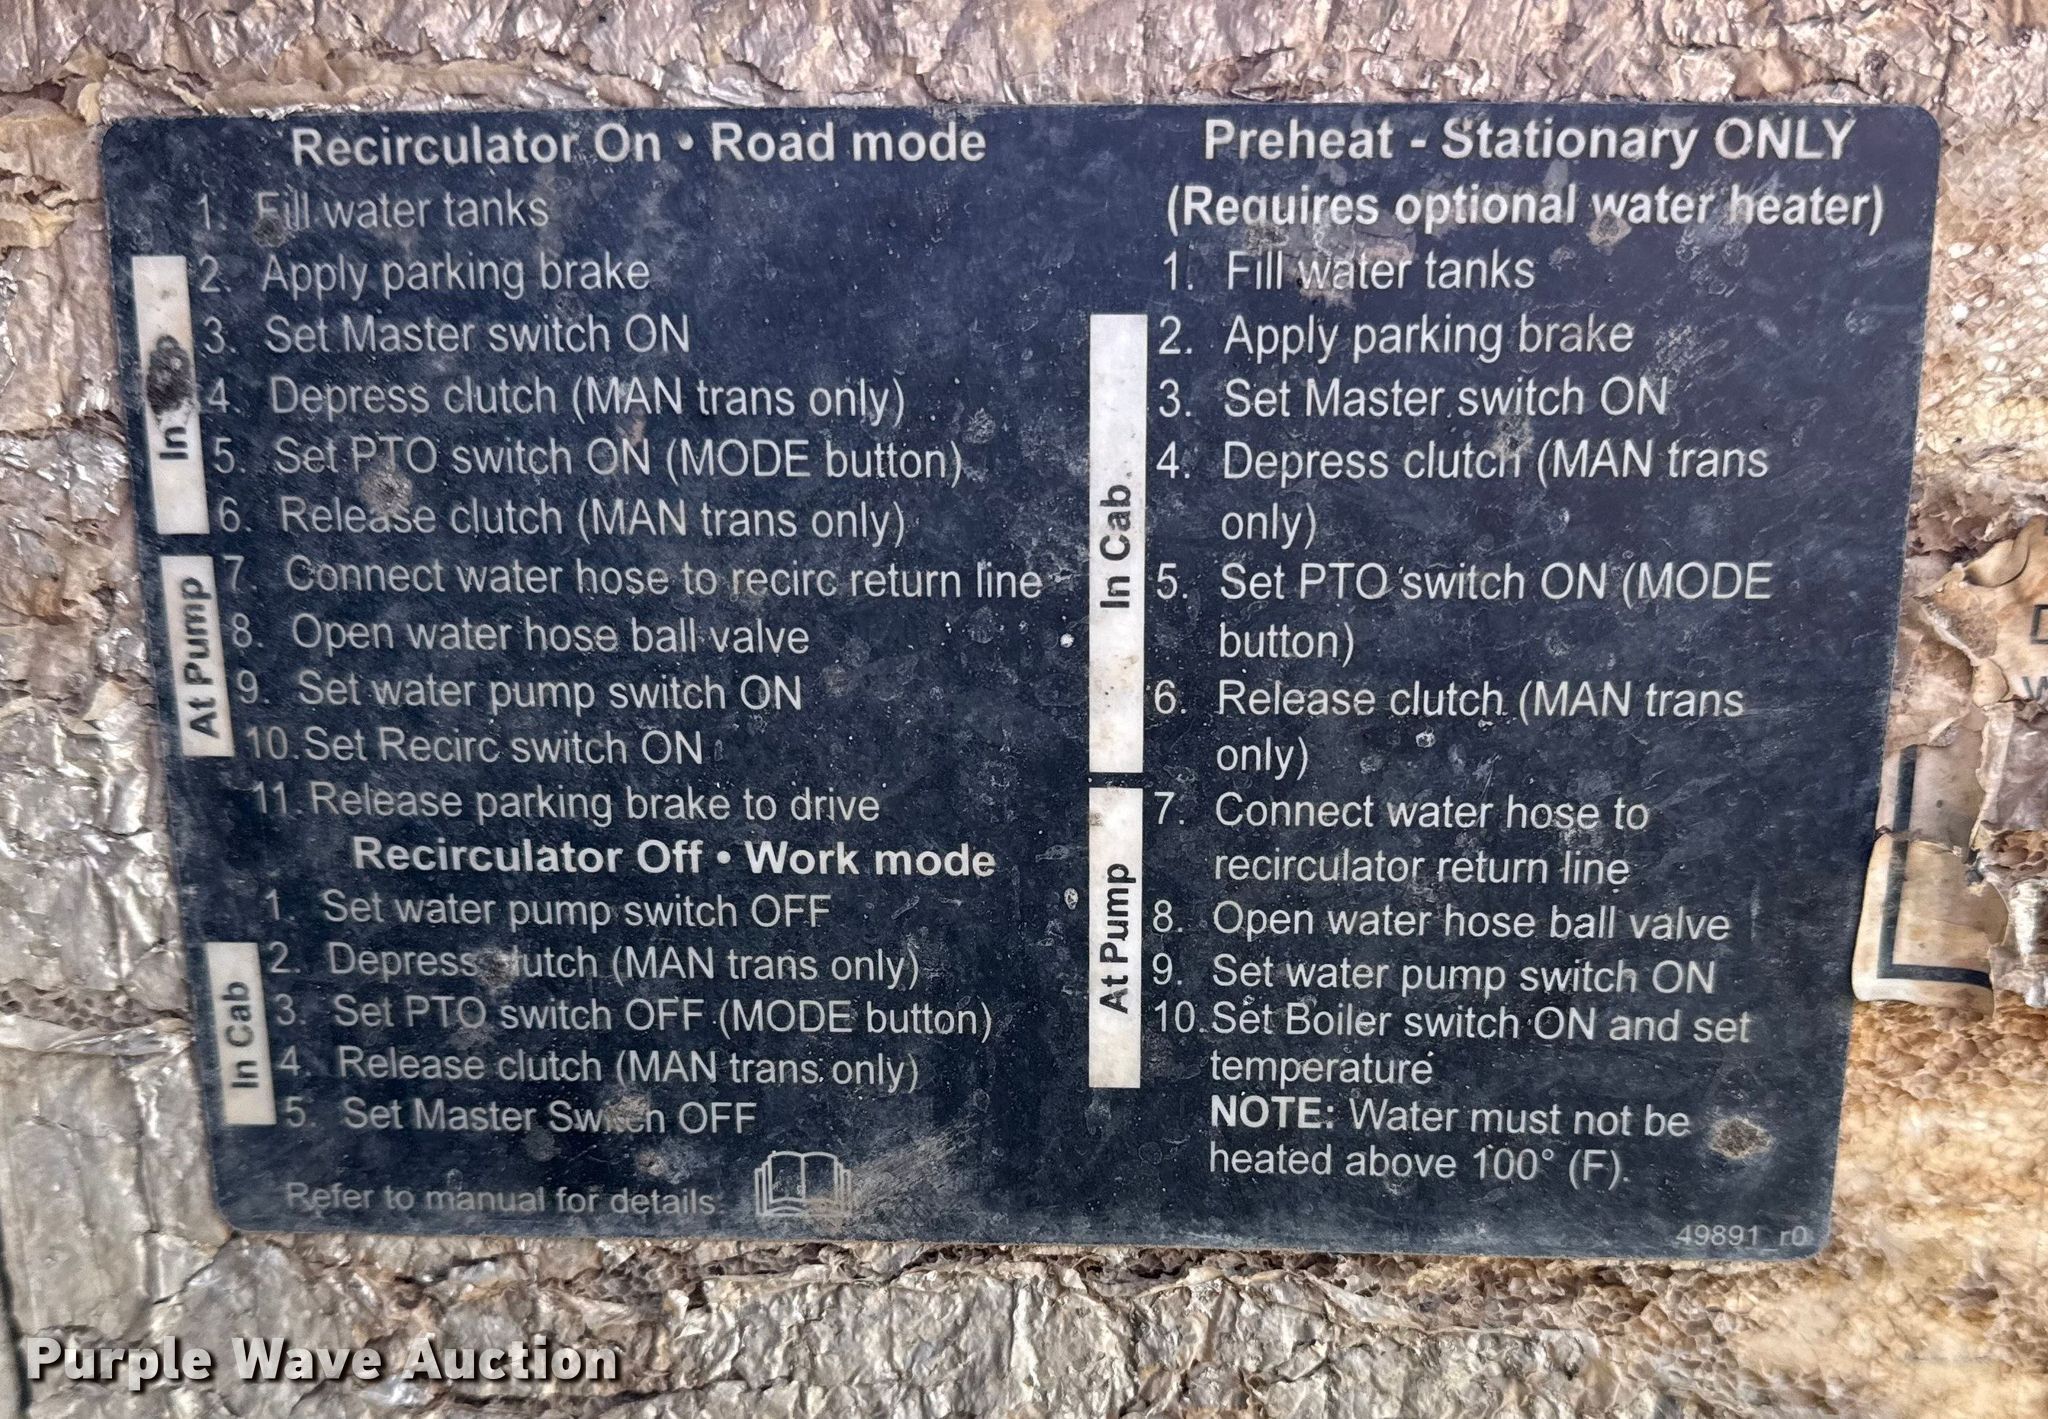 Recirculator On • Road mode
1. Fill water tanks
In
2. Apply parking brake
3. Set Master switch ON
4. Depress clutch (MAN trans only)
5. Set PTO switch ON (MODE button)
6. Release clutch (MAN trans only)
At Pump
7. Connect water hose to recirc return line
8. Open water hose ball valve
9. Set water pump switch ON
10. Set Recirc switch ON
11. Release parking brake to drive
Recirculator Off • Work mode
1. Set water pump switch OFF
In Cab
2. Depress clutch (MAN trans only)
3. Set PTO switch OFF (MODE button)
4. Release clutch (MAN trans only)
5. Set Master Switch OFF
Refer to manual for details.
Preheat - Stationary ONLY
(Requires optional water heater)
1. Fill water tanks
In Cab
2. Apply parking brake
3. Set Master switch ON
4. Depress clutch (MAN trans
only)
5. Set PTO switch ON (MODE
button)
6. Release clutch (MAN trans
only)
At Pump
7. Connect water hose to
recirculator return line
8. Open water hose ball valve
9. Set water pump switch ON
10. Set Boiler switch ON and set
temperature
NOTE: Water must not be
heated above 100° (F).
49891_r0
Purple Wave Auction